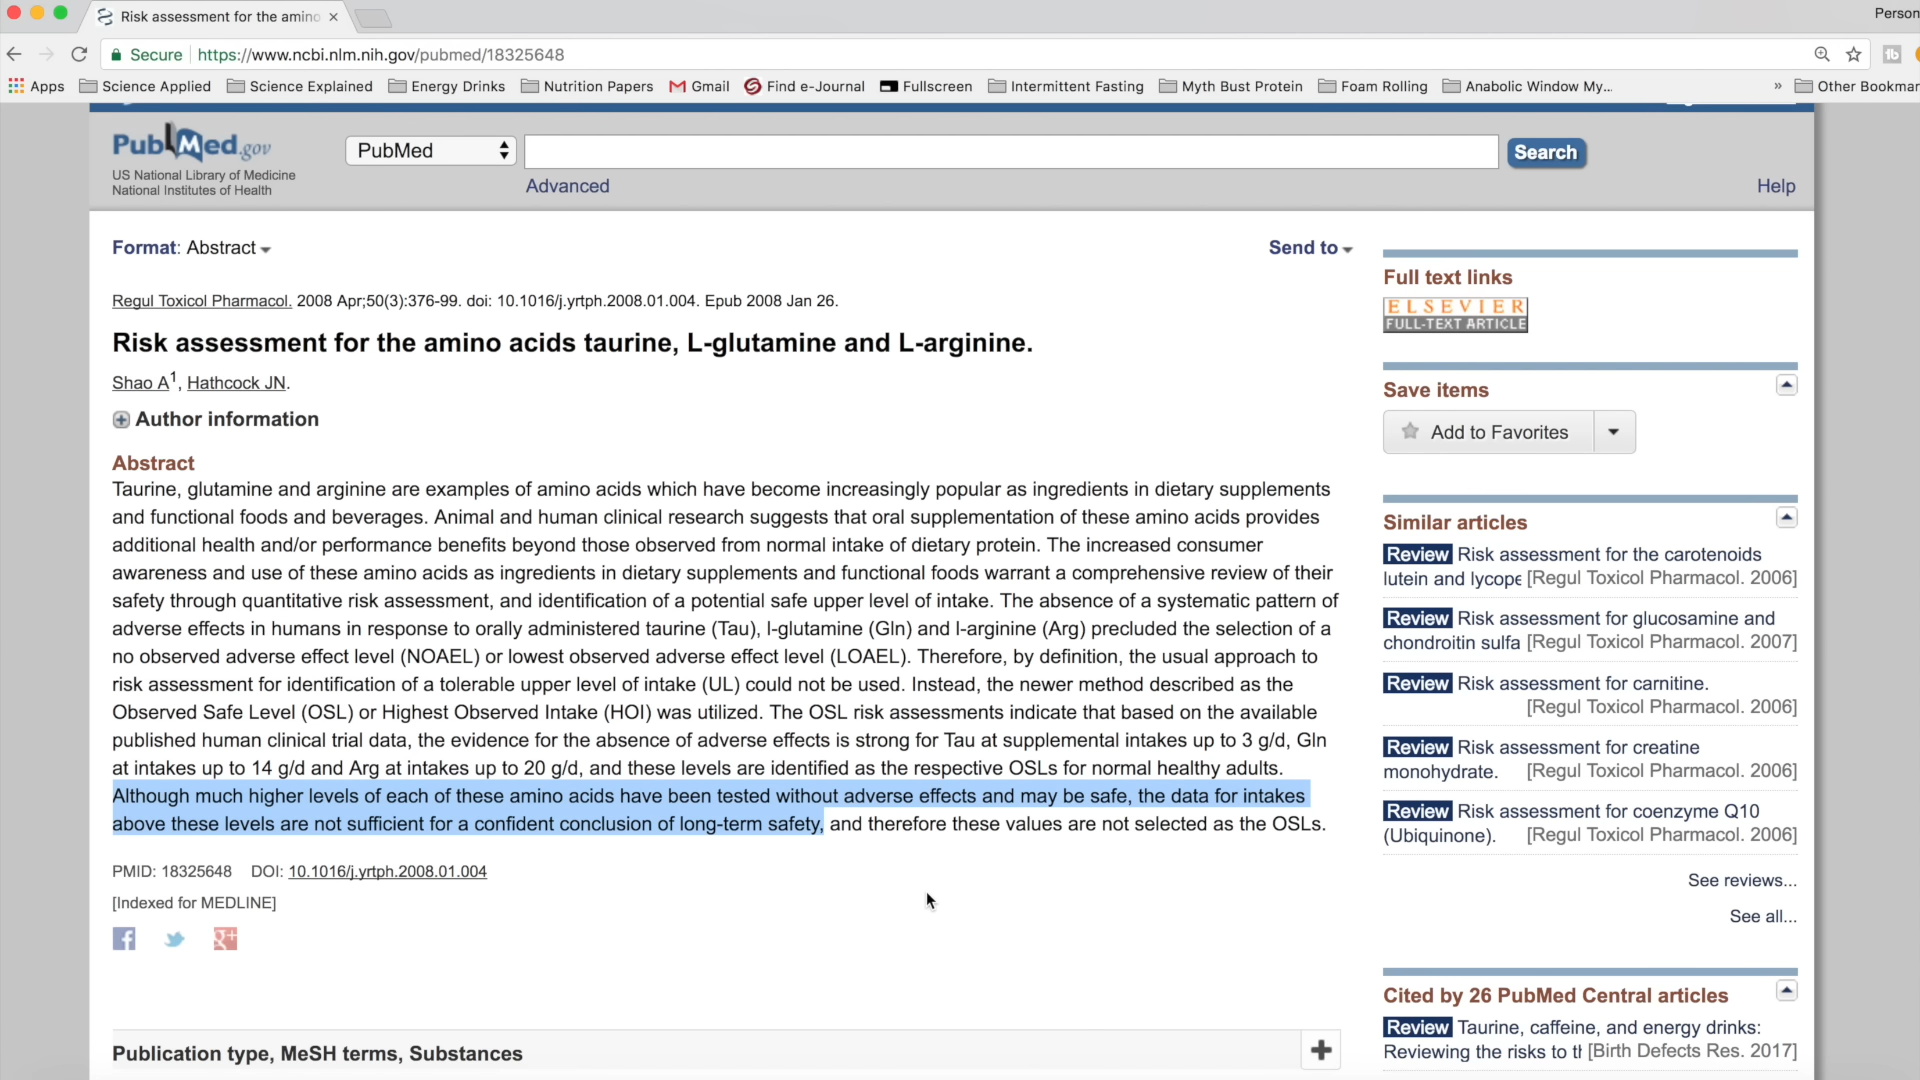 Risk assessment for the amino
Person
Secure https://www.ncbi.nlm.nih.gov/pubmed/18325648
Apps Science Applied Science Explained Energy Drinks Nutrition Papers Gmail Find e-Journal Fullscreen Intermittent Fasting Myth Bust Protein Foam Rolling Anabolic Window My... » Other Bookmar
PubMed.gov
US National Library of Medicine
National Institutes of Health
PubMed
Search
Advanced
Help
Format: Abstract
Send to
Regul Toxicol Pharmacol. 2008 Apr;50(3):376-99. doi: 10.1016/j.yrtph.2008.01.004. Epub 2008 Jan 26.
Risk assessment for the amino acids taurine, L-glutamine and L-arginine.
Shao A1, Hathcock JN.
Author information
Abstract
Taurine, glutamine and arginine are examples of amino acids which have become increasingly popular as ingredients in dietary supplements
and functional foods and beverages. Animal and human clinical research suggests that oral supplementation of these amino acids provides
additional health and/or performance benefits beyond those observed from normal intake of dietary protein. The increased consumer
awareness and use of these amino acids as ingredients in dietary supplements and functional foods warrant a comprehensive review of their
safety through quantitative risk assessment, and identification of a potential safe upper level of intake. The absence of a systematic pattern of
adverse effects in humans in response to orally administered taurine (Tau), l-glutamine (Gln) and l-arginine (Arg) precluded the selection of a
no observed adverse effect level (NOAEL) or lowest observed adverse effect level (LOAEL). Therefore, by definition, the usual approach to
risk assessment for identification of a tolerable upper level of intake (UL) could not be used. Instead, the newer method described as the
Observed Safe Level (OSL) or Highest Observed Intake (HOI) was utilized. The OSL risk assessments indicate that based on the available
published human clinical trial data, the evidence for the absence of adverse effects is strong for Tau at supplemental intakes up to 3 g/d, Gln
at intakes up to 14 g/d and Arg at intakes up to 20 g/d, and these levels are identified as the respective OSLs for normal healthy adults.
Although much higher levels of each of these amino acids have been tested without adverse effects and may be safe, the data for intakes
above these levels are not sufficient for a confident conclusion of long-term safety, and therefore these values are not selected as the OSLs.
PMID: 18325648 DOI: 10.1016/j.yrtph.2008.01.004
[Indexed for MEDLINE]
Publication type, MeSH terms, Substances
Full text links
ELSEVIER
FULL-TEXT ARTICLE
Save items
Add to Favorites
Similar articles
Review Risk assessment for the carotenoids
lutein and lycope [Regul Toxicol Pharmacol. 2006]
Review Risk assessment for glucosamine and
chondroitin sulfa [Regul Toxicol Pharmacol. 2007]
Review Risk assessment for carnitine.
[Regul Toxicol Pharmacol. 2006]
Review Risk assessment for creatine
monohydrate. [Regul Toxicol Pharmacol. 2006]
Review Risk assessment for coenzyme Q10
(Ubiquinone). [Regul Toxicol Pharmacol. 2006]
See reviews...
See all...
Cited by 26 PubMed Central articles
Review Taurine, caffeine, and energy drinks:
Reviewing the risks to tl [Birth Defects Res. 2017]